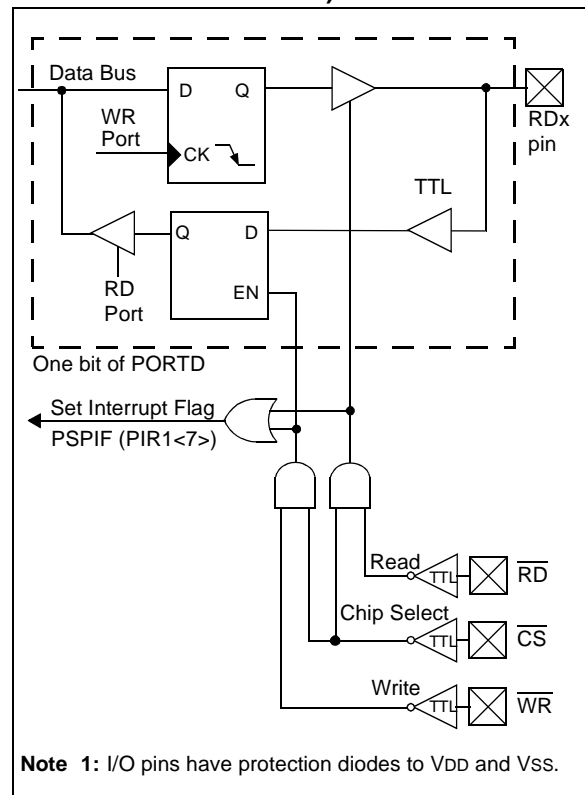 Data Bus
D Q
WR
Port
CK
RDx
pin
TTL
Q D
RD
Port
EN
One bit of PORTD
Set Interrupt Flag
PSPIF (PIR1<7>)
Read
TTL
RD
Chip Select
TTL
CS
Write
TTL
WR
Note 1: I/O pins have protection diodes to VDD and VSS.